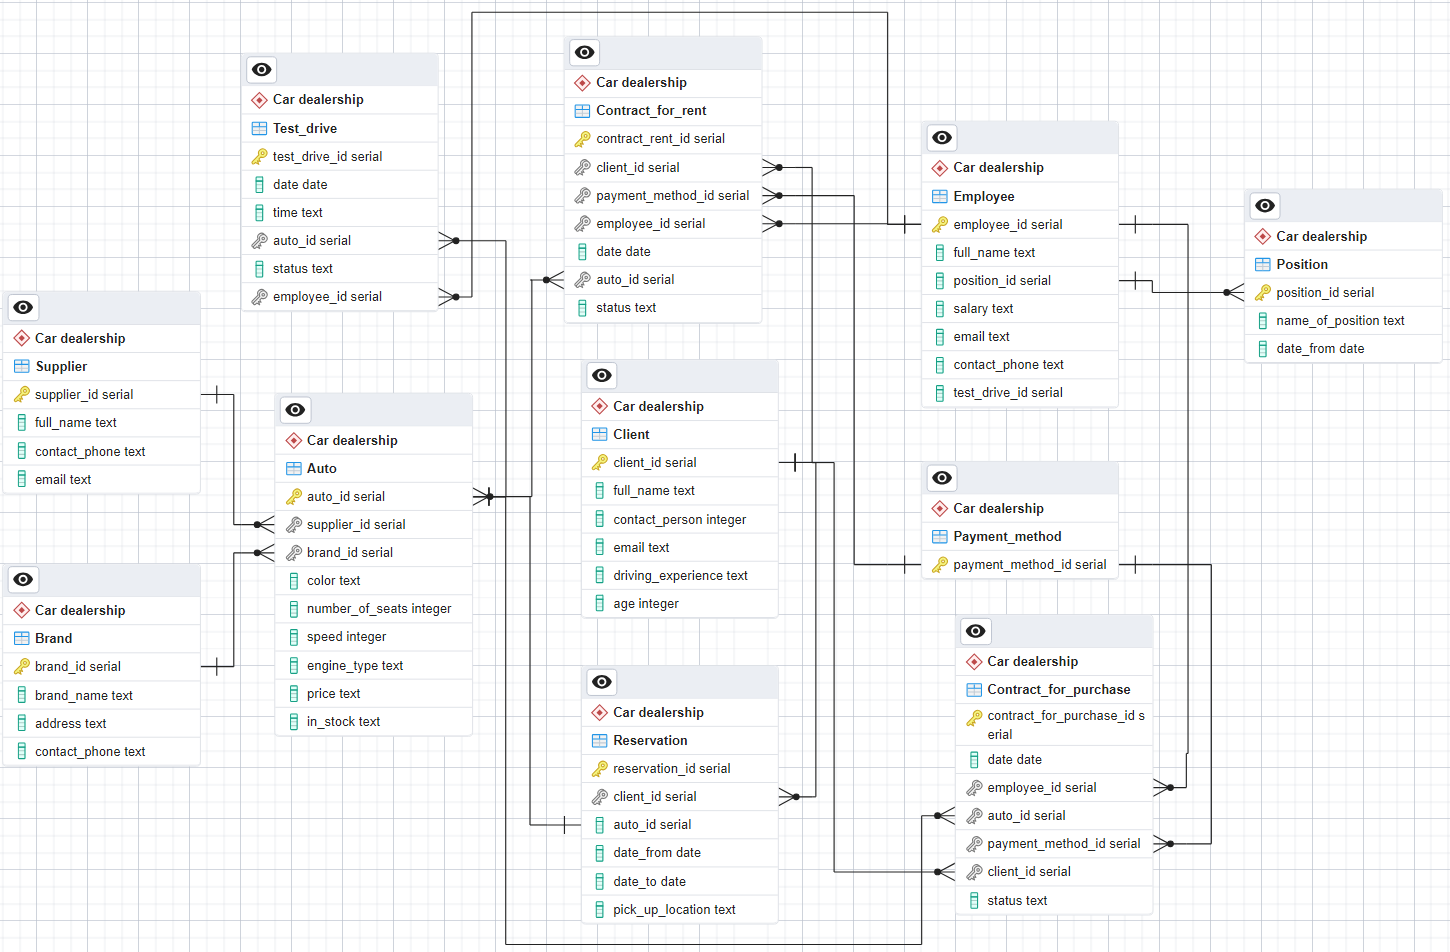 Car dealership
Test_drive
test_drive_id serial
date date
time text
auto_id serial
status text
employee_id serial
Car dealership
Contract_for_rent
contract_rent_id serial
client_id serial
payment_method_id serial
employee_id serial
date date
auto_id serial
status text
Car dealership
Employee
employee_id serial
full_name text
position_id serial
salary text
email text
contact_phone text
test_drive_id serial
Car dealership
Position
position_id serial
name_of_position text
date_from date
Car dealership
Supplier
supplier_id serial
full_name text
contact_phone text
email text
Car dealership
Auto
auto_id serial
supplier_id serial
brand_id serial
color text
number_of_seats integer
speed integer
engine_type text
price text
in_stock text
Car dealership
Client
client_id serial
full_name text
contact_person integer
email text
driving_experience text
age integer
Car dealership
Payment_method
payment_method_id serial
Car dealership
Brand
brand_id serial
brand_name text
address text
contact_phone text
Car dealership
Reservation
reservation_id serial
client_id serial
auto_id serial
date_from date
date_to date
pick_up_location text
Car dealership
Contract_for_purchase
contract_for_purchase_id s
erial
date date
employee_id serial
auto_id serial
payment_method_id serial
client_id serial
status text